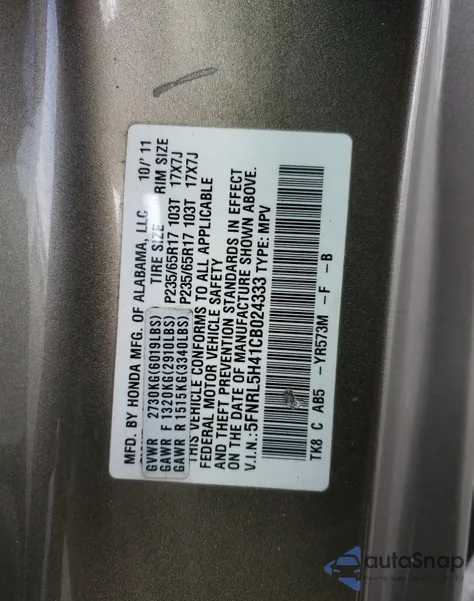 MFD. BY HONDA MFG. OF ALABAMA, LLC 10/'11
TIRE SIZE RIM SIZE
GVWR 2730KG(6019LBS)
GAWR F 1320KG(2910LBS) P235/65R17 103T 17X7J
GAWR R 1515KG(3340LBS) P235/65R17 103T 17X7J
THIS VEHICLE CONFORMS TO ALL APPLICABLE
FEDERAL MOTOR VEHICLE SAFETY
AND THEFT PREVENTION STANDARDS IN EFFECT
ON THE DATE OF MANUFACTURE SHOWN ABOVE.
V.I.N.:5FNRL5H41CB024333 TYPE: MPV
TK8 C AB5 -YR573M -F -B
autoSnap